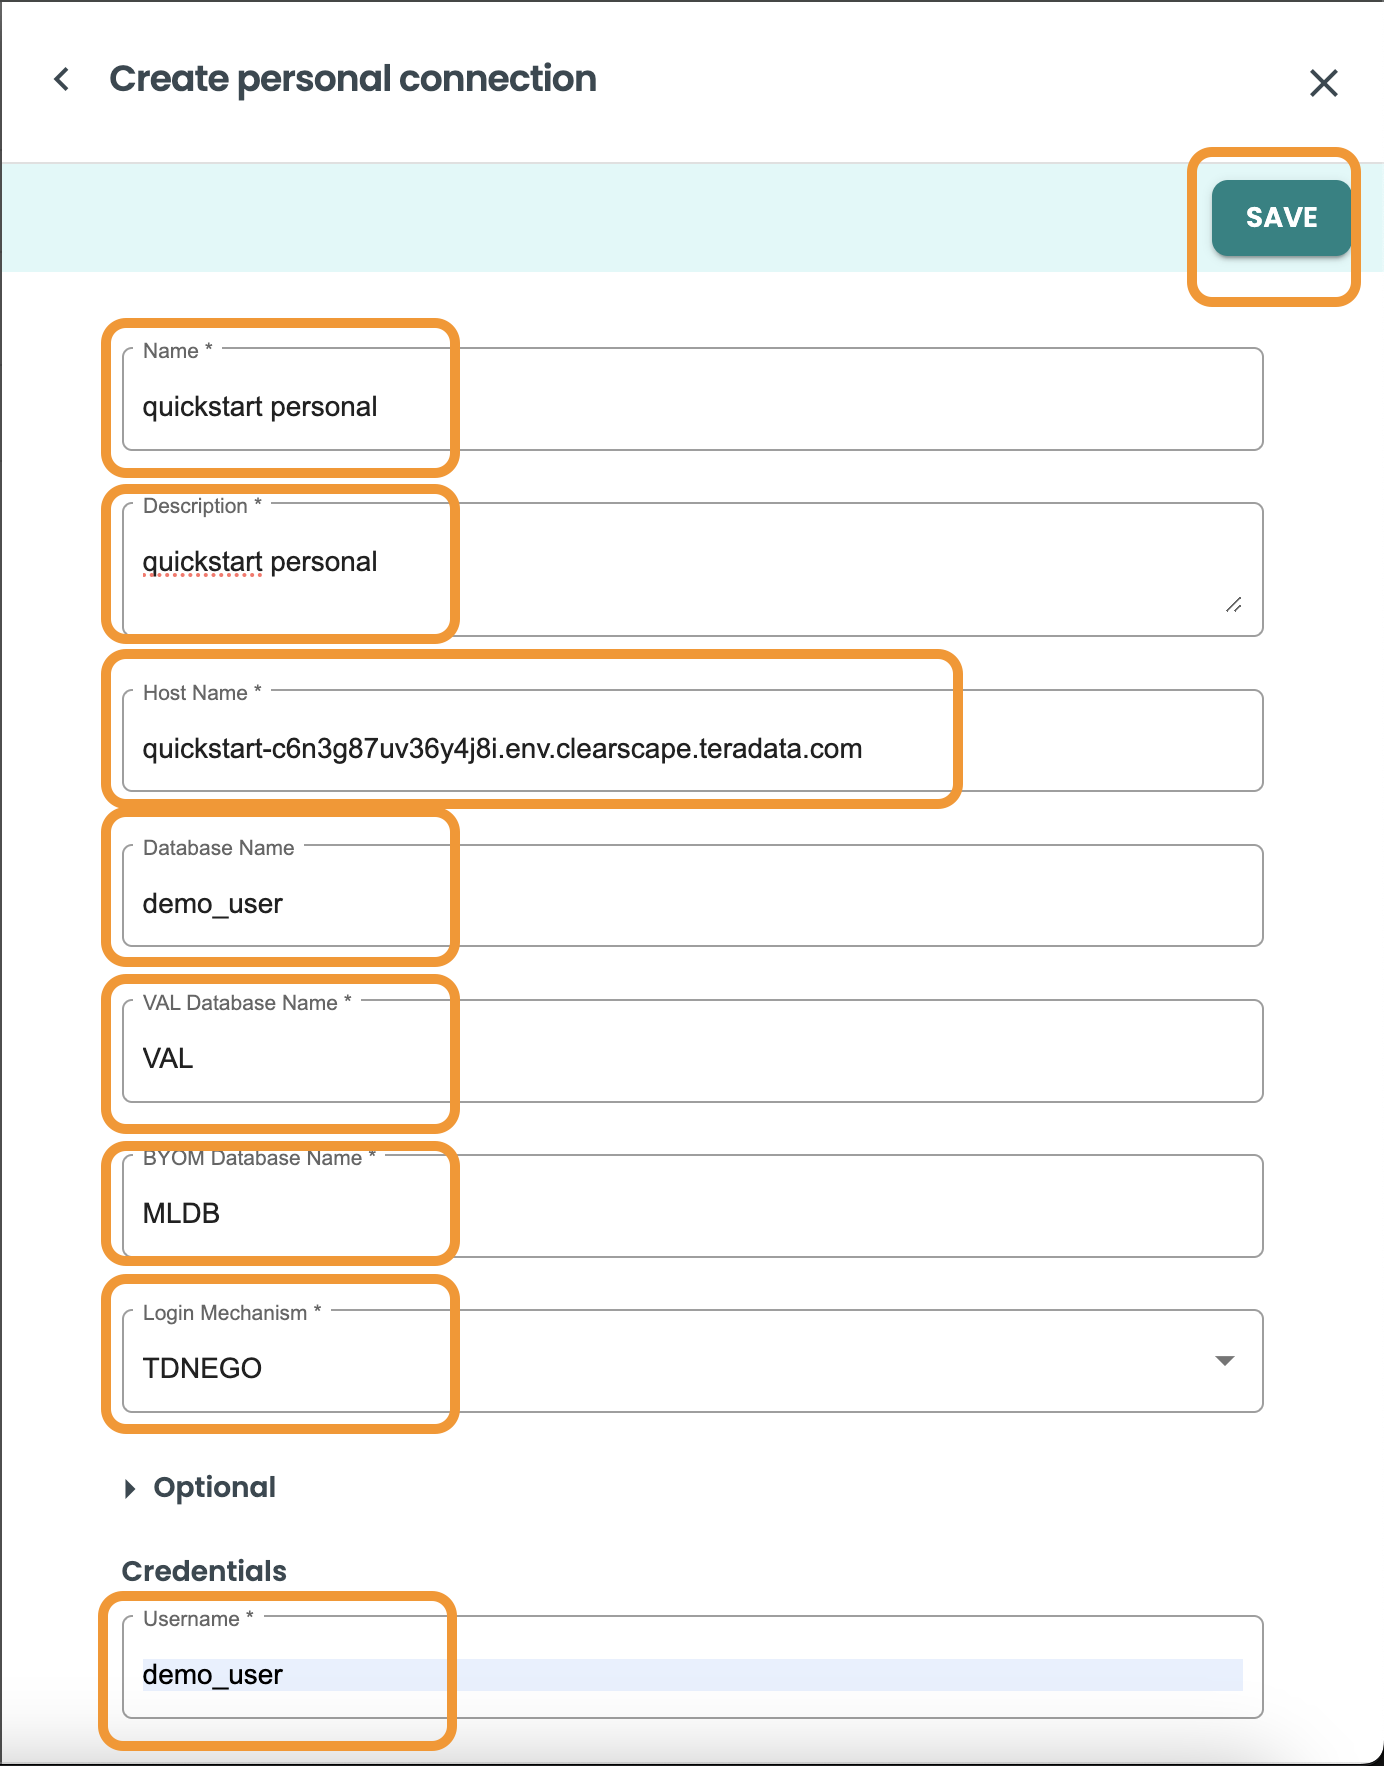 Create personal connection
SAVE
Name *
quickstart personal
Description *
quickstart personal
Host Name *
quickstart-c6n3g87uv36y4j8i.env.clearscape.teradata.com
Database Name
demo_user
VAL Database Name *
VAL
BYOM Database Name *
MLDB
Login Mechanism *
TDNEGO
Optional
Credentials
Username *
demo_user